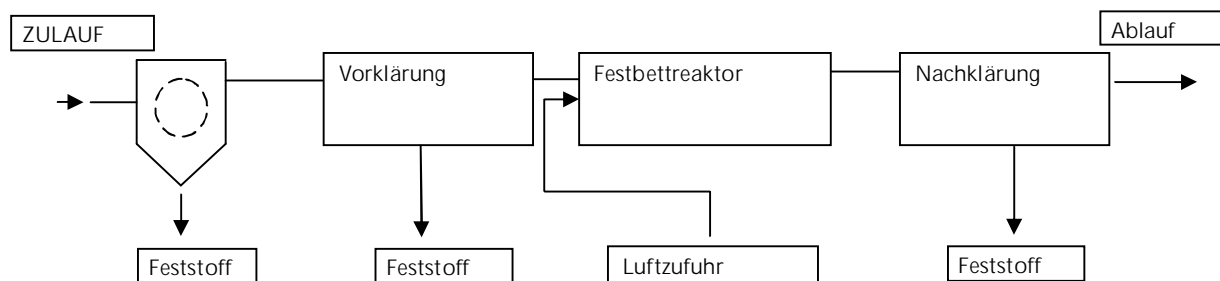 ZULAUF
Ablauf
Vorklärung
Festbettreaktor
Nachklärung
Feststoff
Feststoff
Luftzufuhr
Feststoff